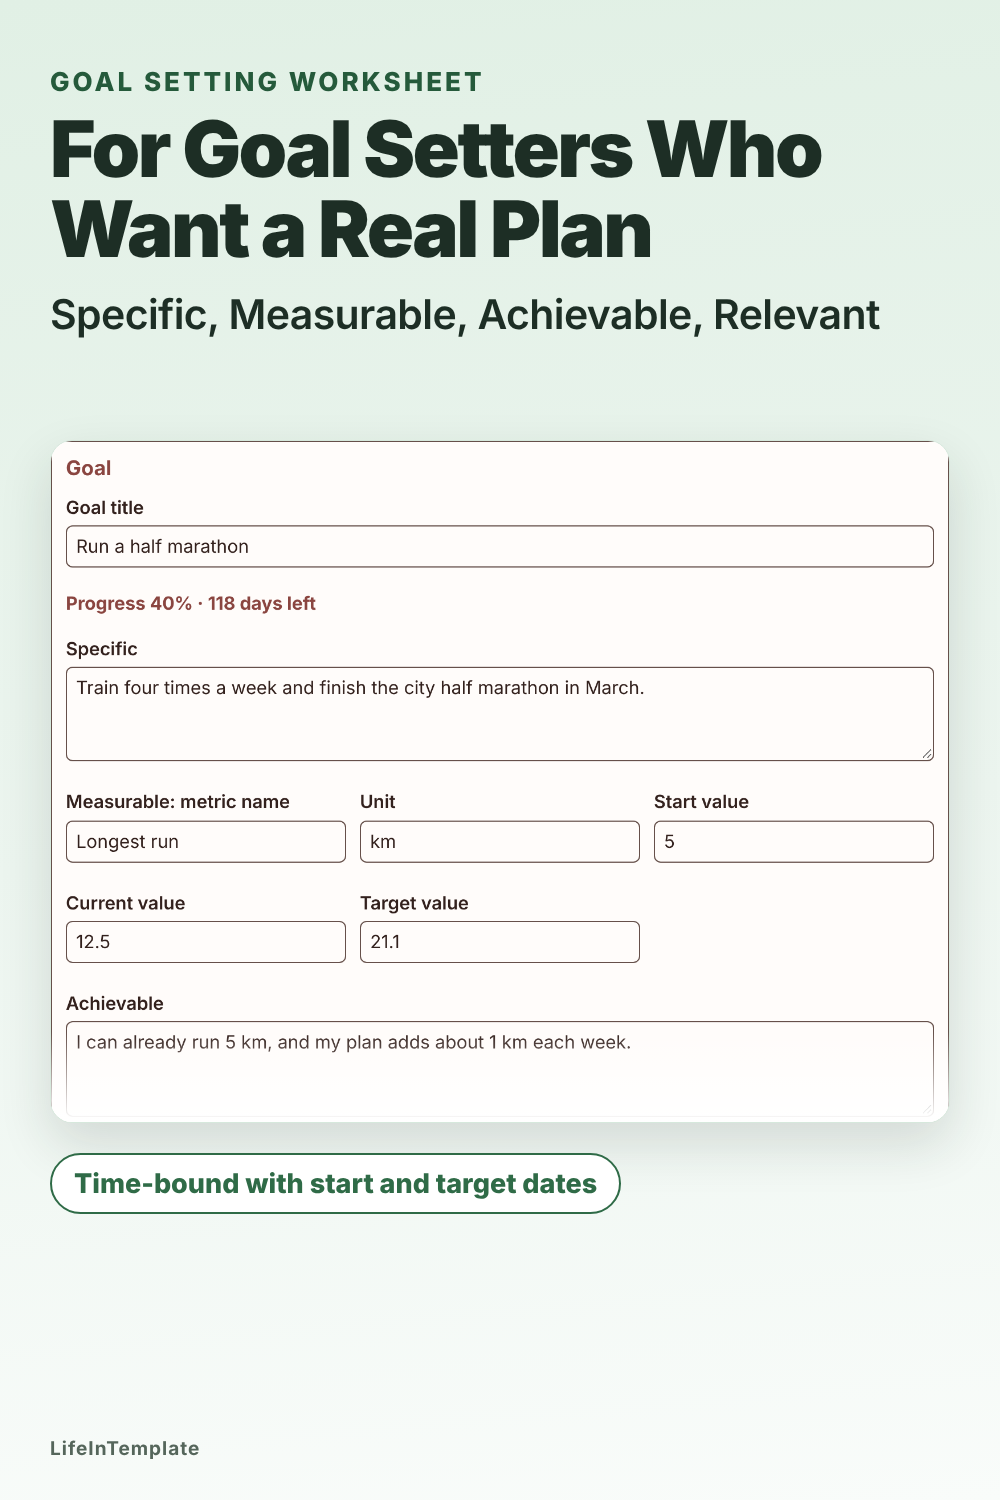 GOAL SETTING WORKSHEET
For Goal Setters Who
Want a Real Plan
Specific, Measurable, Achievable, Relevant
Goal
Goal title
Run a half marathon
Progress 40% · 118 days left
Specific
Train four times a week and finish the city half marathon in March.
Measurable: metric name
Unit
Start value
Longest run
km
5
Current value
Target value
12.5
21.1
Achievable
I can already run 5 km, and my plan adds about 1 km each week.
Time-bound with start and target dates
LifeInTemplate